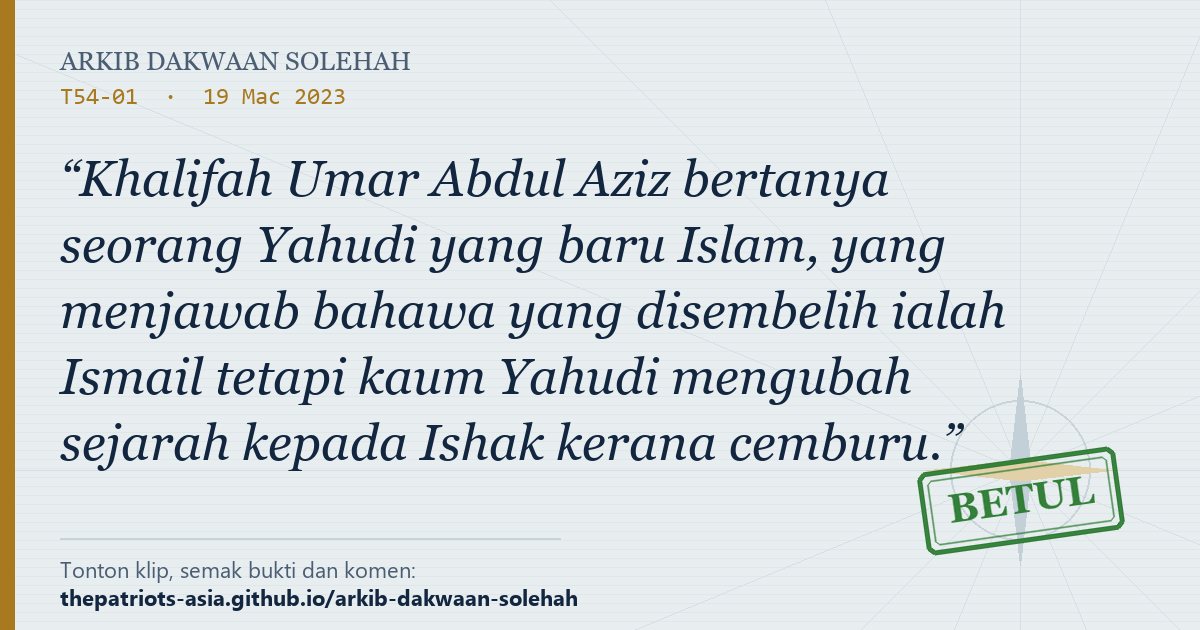 ARKIB DAKWAAN SOLEHAH
T54-01 · 19 Mac 2023
“Khalifah Umar Abdul Aziz bertanya
seorang Yahudi yang baru Islam, yang
menjawab bahawa yang disembelih ialah
Ismail tetapi kaum Yahudi mengubah
sejarah kepada Ishak kerana cemburu.”
BETUL
Tonton klip, semak bukti dan komen:
thepatriots-asia.github.io/arkib-dakwaan-solehah